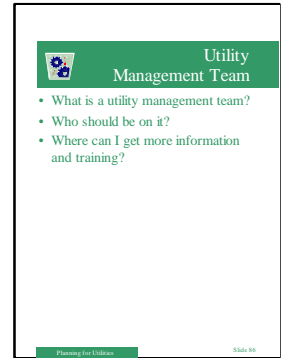 Utility
Management Team
• What is a utility management team?
• Who should be on it?
• Where can I get more information
and training?
Planning for Utilities
Slide 86